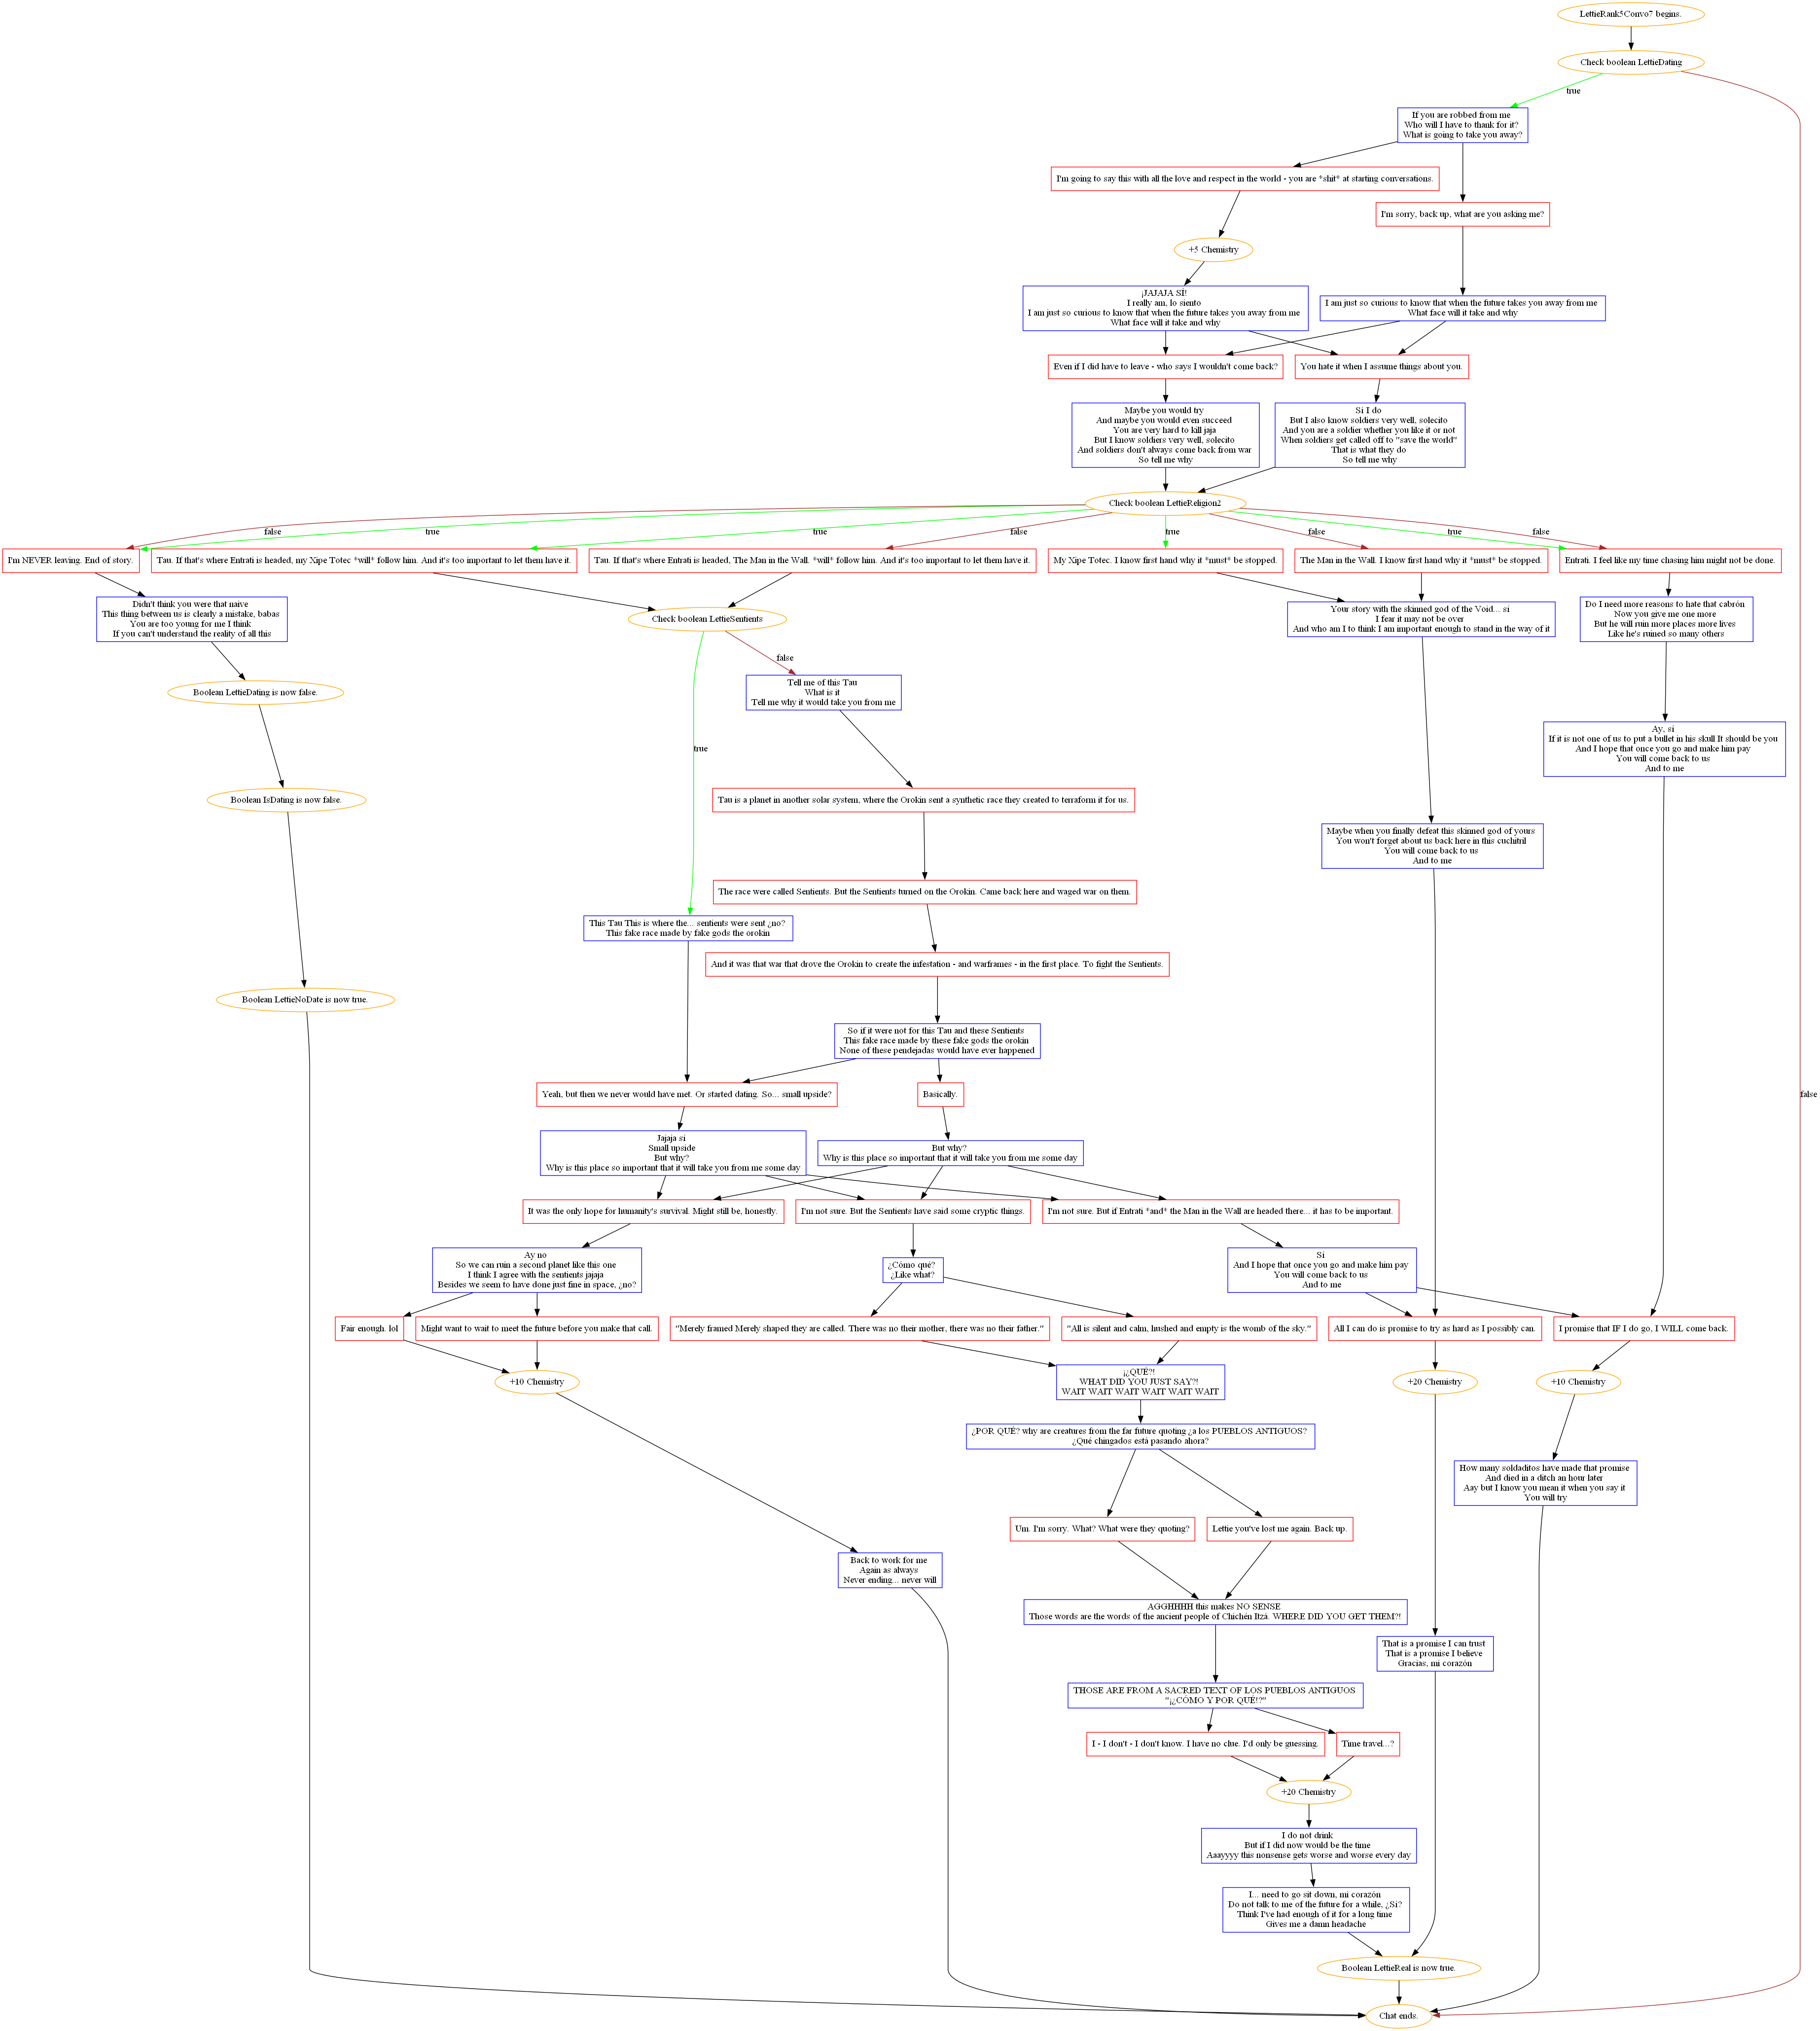 LettieRank5Convo7 begins.
Check boolean LettieDating
true
If you are robbed from me
Who will I have to thank for it?
What is going to take you away?
I'm going to say this with all the love and respect in the world - you are *shit* at starting conversations.
I'm sorry, back up, what are you asking me?
+5 Chemistry
¡JAJAJA SÍ!
I really am, lo siento
I am just so curious to know that when the future takes you away from me
What face will it take and why
I am just so curious to know that when the future takes you away from me
What face will it take and why
Even if I did have to leave - who says I wouldn't come back?
You hate it when I assume things about you.
Maybe you would try
And maybe you would even succeed
You are very hard to kill jaja
But I know soldiers very well, solecito
And soldiers don't always come back from war
So tell me why
Sí I do
But I also know soldiers very well, solecito
And you are a soldier whether you like it or not
When soldiers get called off to "save the world"
That is what they do
So tell me why
Check boolean LettieReligion2
false
true
true
false
true
false
true
false
I'm NEVER leaving. End of story.
Tau. If that's where Entrati is headed, my Xipe Totec *will* follow him. And it's too important to let them have it.
Tau. If that's where Entrati is headed, The Man in the Wall. *will* follow him. And it's too important to let them have it.
My Xipe Totec. I know first hand why it *must* be stopped.
The Man in the Wall. I know first hand why it *must* be stopped.
Entrati. I feel like my time chasing him might not be done.
Didn't think you were that naive
This thing between us is clearly a mistake, babas
You are too young for me I think
If you can't understand the reality of all this
Check boolean LettieSentients
Your story with the skinned god of the Void... sí
I fear it may not be over
And who am I to think I am important enough to stand in the way of it
Do I need more reasons to hate that cabrón
Now you give me one more
But he will ruin more places more lives
Like he's ruined so many others
false
Boolean LettieDating is now false.
Tell me of this Tau
What is it
Tell me why it would take you from me
true
Ay, sí
If it is not one of us to put a bullet in his skull It should be you
And I hope that once you go and make him pay
You will come back to us
And to me
Boolean IsDating is now false.
Tau is a planet in another solar system, where the Orokin sent a synthetic race they created to terraform it for us.
Maybe when you finally defeat this skinned god of yours
You won't forget about us back here in this cuchitril
You will come back to us
And to me
The race were called Sentients. But the Sentients turned on the Orokin. Came back here and waged war on them.
This Tau This is where the... sentients were sent ¿no?
This fake race made by fake gods the orokin
And it was that war that drove the Orokin to create the infestation - and warframes - in the first place. To fight the Sentients.
Boolean LettieNoDate is now true.
So if it were not for this Tau and these Sentients
This fake race made by these fake gods the orokin
None of these pendejadas would have ever happened
Yeah, but then we never would have met. Or started dating. So... small upside?
Basically.
false
Jajaja sí
Small upside
But why?
Why is this place so important that it will take you from me some day
But why?
Why is this place so important that it will take you from me some day
It was the only hope for humanity's survival. Might still be, honestly.
I'm not sure. But the Sentients have said some cryptic things.
I'm not sure. But if Entrati *and* the Man in the Wall are headed there... it has to be important.
Ay no
So we can ruin a second planet like this one
I think I agree with the sentients jajaja
Besides we seem to have done just fine in space, ¿no?
¿Cómo qué?
¿Like what?
Sí
And I hope that once you go and make him pay
You will come back to us
And to me
Fair enough. lol
Might want to wait to meet the future before you make that call.
"Merely framed Merely shaped they are called. There was no their mother, there was no their father."
"All is silent and calm, hushed and empty is the womb of the sky."
All I can do is promise to try as hard as I possibly can.
I promise that IF I do go, I WILL come back.
+10 Chemistry
¡¿QUÉ?!
WHAT DID YOU JUST SAY?!
WAIT WAIT WAIT WAIT WAIT WAIT
+20 Chemistry
+10 Chemistry
¿POR QUÉ? why are creatures from the far future quoting ¿a los PUEBLOS ANTIGUOS?
¿Qué chingados está pasando ahora?
How many soldaditos have made that promise
And died in a ditch an hour later
Aay but I know you mean it when you say it
You will try
Um. I'm sorry. What? What were they quoting?
Lettie you've lost me again. Back up.
Back to work for me
Again as always
Never ending... never will
AGGHHHH this makes NO SENSE
Those words are the words of the ancient people of Chichén Itzá. WHERE DID YOU GET THEM?!
That is a promise I can trust
That is a promise I believe
Gracias, mi corazón
THOSE ARE FROM A SACRED TEXT OF LOS PUEBLOS ANTIGUOS
"¡¿CÓMO Y POR QUÉ!?"
I - I don't - I don't know. I have no clue. I'd only be guessing.
Time travel...?
+20 Chemistry
I do not drink
But if I did now would be the time
Aaayyyy this nonsense gets worse and worse every day
I... need to go sit down, mi corazón
Do not talk to me of the future for a while, ¿Sí?
Think I've had enough of it for a long time
Gives me a damn headache
Boolean LettieReal is now true.
Chat ends.